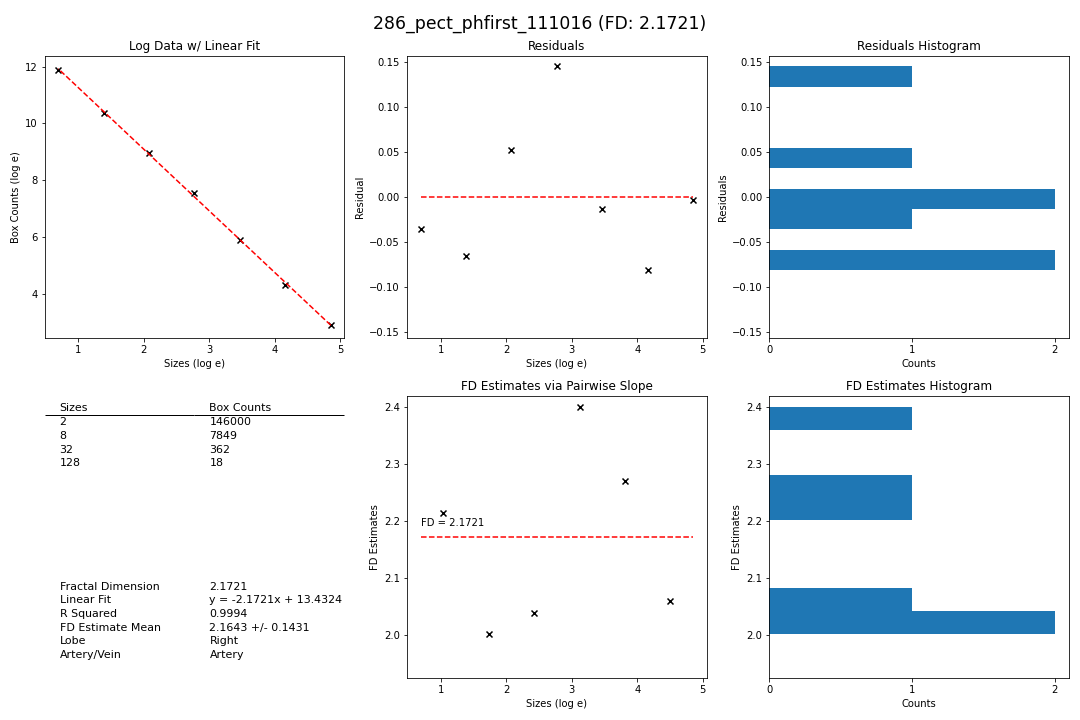 286_pect_phfirst_111016 (FD: 2.1721)
Log Data w/ Linear Fit
Box Counts (log e)
12
10
8
6
4
1 2 3 4 5
Sizes (log e)
Residuals
Residual
0.15
0.10
0.05
0.00
−0.05
−0.10
−0.15
1 2 3 4 5
Sizes (log e)
Residuals Histogram
Residuals
0.15
0.10
0.05
0.00
−0.05
−0.10
−0.15
0 1 2
Counts
Sizes Box Counts
2 146000
8 7849
32 362
128 18
Fractal Dimension 2.1721
Linear Fit y = -2.1721x + 13.4324
R Squared 0.9994
FD Estimate Mean 2.1643 +/- 0.1431
Lobe Right
Artery/Vein Artery
FD Estimates via Pairwise Slope
FD Estimates
2.4
2.3
2.2
2.1
2.0
FD = 2.1721
1 2 3 4 5
Sizes (log e)
FD Estimates Histogram
FD Estimates
2.4
2.3
2.2
2.1
2.0
0 1 2
Counts